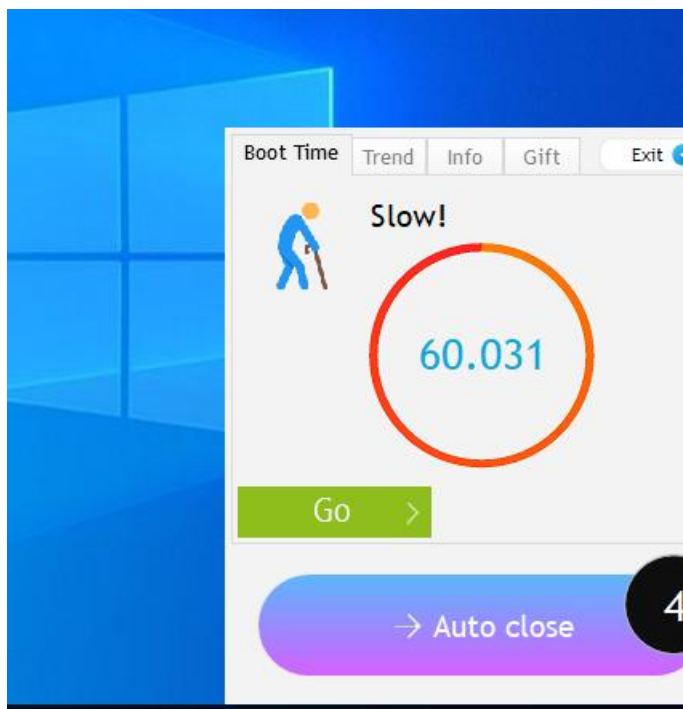 Boot Time Trend Info Gift Exit
Slow!
60.031
Go
4
→ Auto close